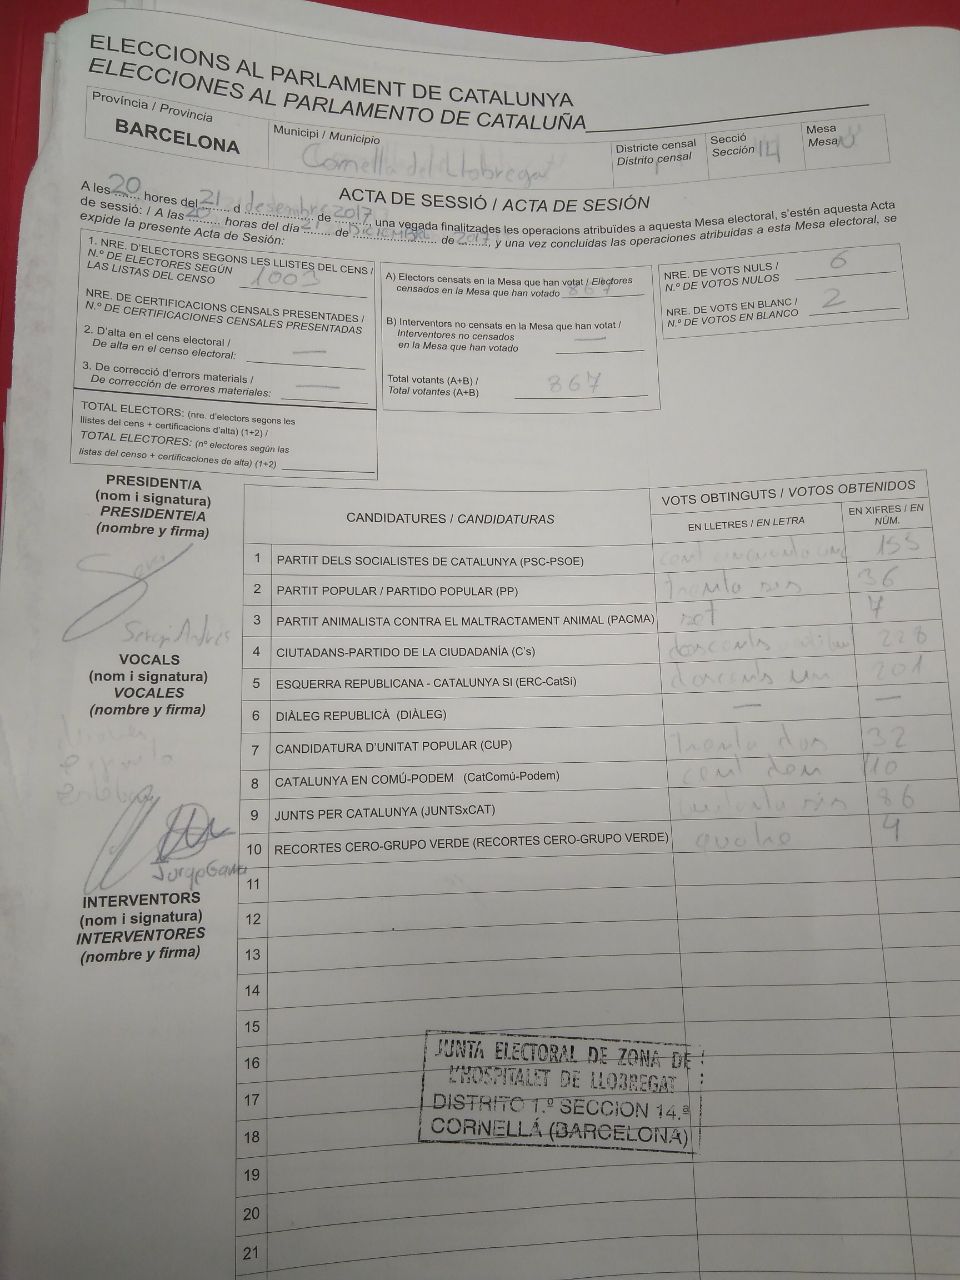 ELECCIONS AL PARLAMENT DE CATALUNYA
ELECCIONES AL PARLAMENTO DE CATALUÑA
Província / Provincia
BARCELONA
Municipi / Municipio
Cornellà del Llobregat
Districte censal
Distrito censal
1
Secció
Sección
14
Mesa
Mesa
U
ACTA DE SESSIÓ / ACTA DE SESIÓN
A les 20 hores del 21 d desembre de 2017, una vegada finalitzades les operacions atribuïdes a aquesta Mesa electoral, s'estén aquesta Acta
de sessió: / A las 20 horas del día 21 de DICIEMBRE de 2017, y una vez concluidas las operaciones atribuidas a esta Mesa electoral, se
expide la presente Acta de Sesión:
1. NRE. D'ELECTORS SEGONS LES LLISTES DEL CENS /
N.º DE ELECTORES SEGÚN
LAS LISTAS DEL CENSO
1003
NRE. DE CERTIFICACIONS CENSALS PRESENTADES /
N.º DE CERTIFICACIONES CENSALES PRESENTADAS
2. D'alta en el cens electoral /
De alta en el censo electoral: —
3. De correcció d'errors materials /
De corrección de errores materiales: —
TOTAL ELECTORS: (nre. d'electors segons les
llistes del cens + certificacions d'alta) (1+2) /
TOTAL ELECTORES: (nº electores según las
listas del censo + certificaciones de alta) (1+2)
A) Electors censats en la Mesa que han votat / Electores
censados en la Mesa que han votado 867
B) Interventors no censats en la Mesa que han votat /
Interventores no censados
en la Mesa que han votado —
Total votants (A+B) /
Total votantes (A+B) 867
NRE. DE VOTS NULS /
N.º DE VOTOS NULOS 6
NRE. DE VOTS EN BLANC /
N.º DE VOTOS EN BLANCO 2
PRESIDENT/A
(nom i signatura)
PRESIDENTE/A
(nombre y firma)
Sergi Andres
VOCALS
(nom i signatura)
VOCALES
(nombre y firma)
INTERVENTORS
(nom i signatura)
INTERVENTORES
(nombre y firma)
CANDIDATURES / CANDIDATURAS
VOTS OBTINGUTS / VOTOS OBTENIDOS
EN LLETRES / EN LETRA
EN XIFRES / EN NÚM.
1 PARTIT DELS SOCIALISTES DE CATALUNYA (PSC-PSOE) cent cinquanta 155
2 PARTIT POPULAR / PARTIDO POPULAR (PP) Trenta sis 36
3 PARTIT ANIMALISTA CONTRA EL MALTRACTAMENT ANIMAL (PACMA) set 7
4 CIUTADANS-PARTIDO DE LA CIUDADANÍA (C's) doscents 228
5 ESQUERRA REPUBLICANA - CATALUNYA SI (ERC-CatSí) doscents un 201
6 DIÀLEG REPUBLICÀ (DIÀLEG) — —
7 CANDIDATURA D'UNITAT POPULAR (CUP) Trenta dos 32
8 CATALUNYA EN COMÚ-PODEM (CatComú-Podem) cent deu 110
9 JUNTS PER CATALUNYA (JUNTSxCAT) vuitanta sis 86
10 RECORTES CERO-GRUPO VERDE (RECORTES CERO-GRUPO VERDE) quatre 4
11
12
13
14
15
16
17
18
19
20
21
JUNTA ELECTORAL DE ZONA DE
L'HOSPITALET DE LLOBREGAT
DISTRITO 1.º SECCION 14.ª
CORNELLÁ (BARCELONA)